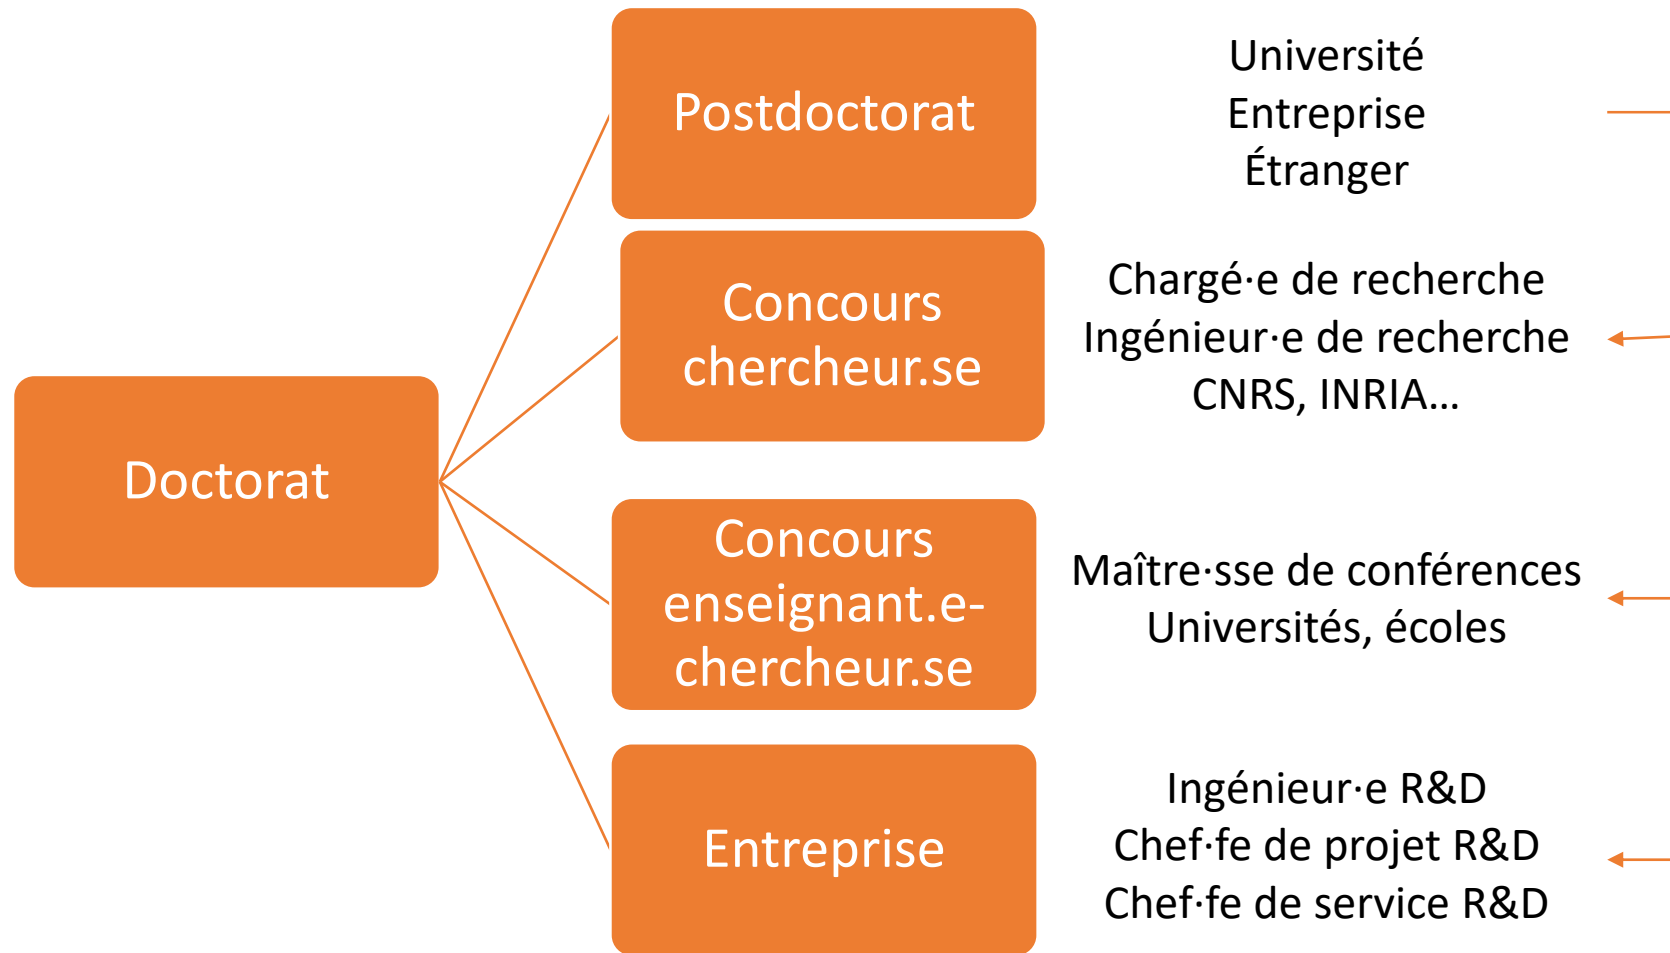 Doctorat
Postdoctorat
Université
Entreprise
Étranger
Concours
chercheur.se
Chargé·e de recherche
Ingénieur·e de recherche
CNRS, INRIA…
Concours
enseignant.e-
chercheur.se
Maître·sse de conférences
Universités, écoles
Entreprise
Ingénieur·e R&D
Chef·fe de projet R&D
Chef·fe de service R&D